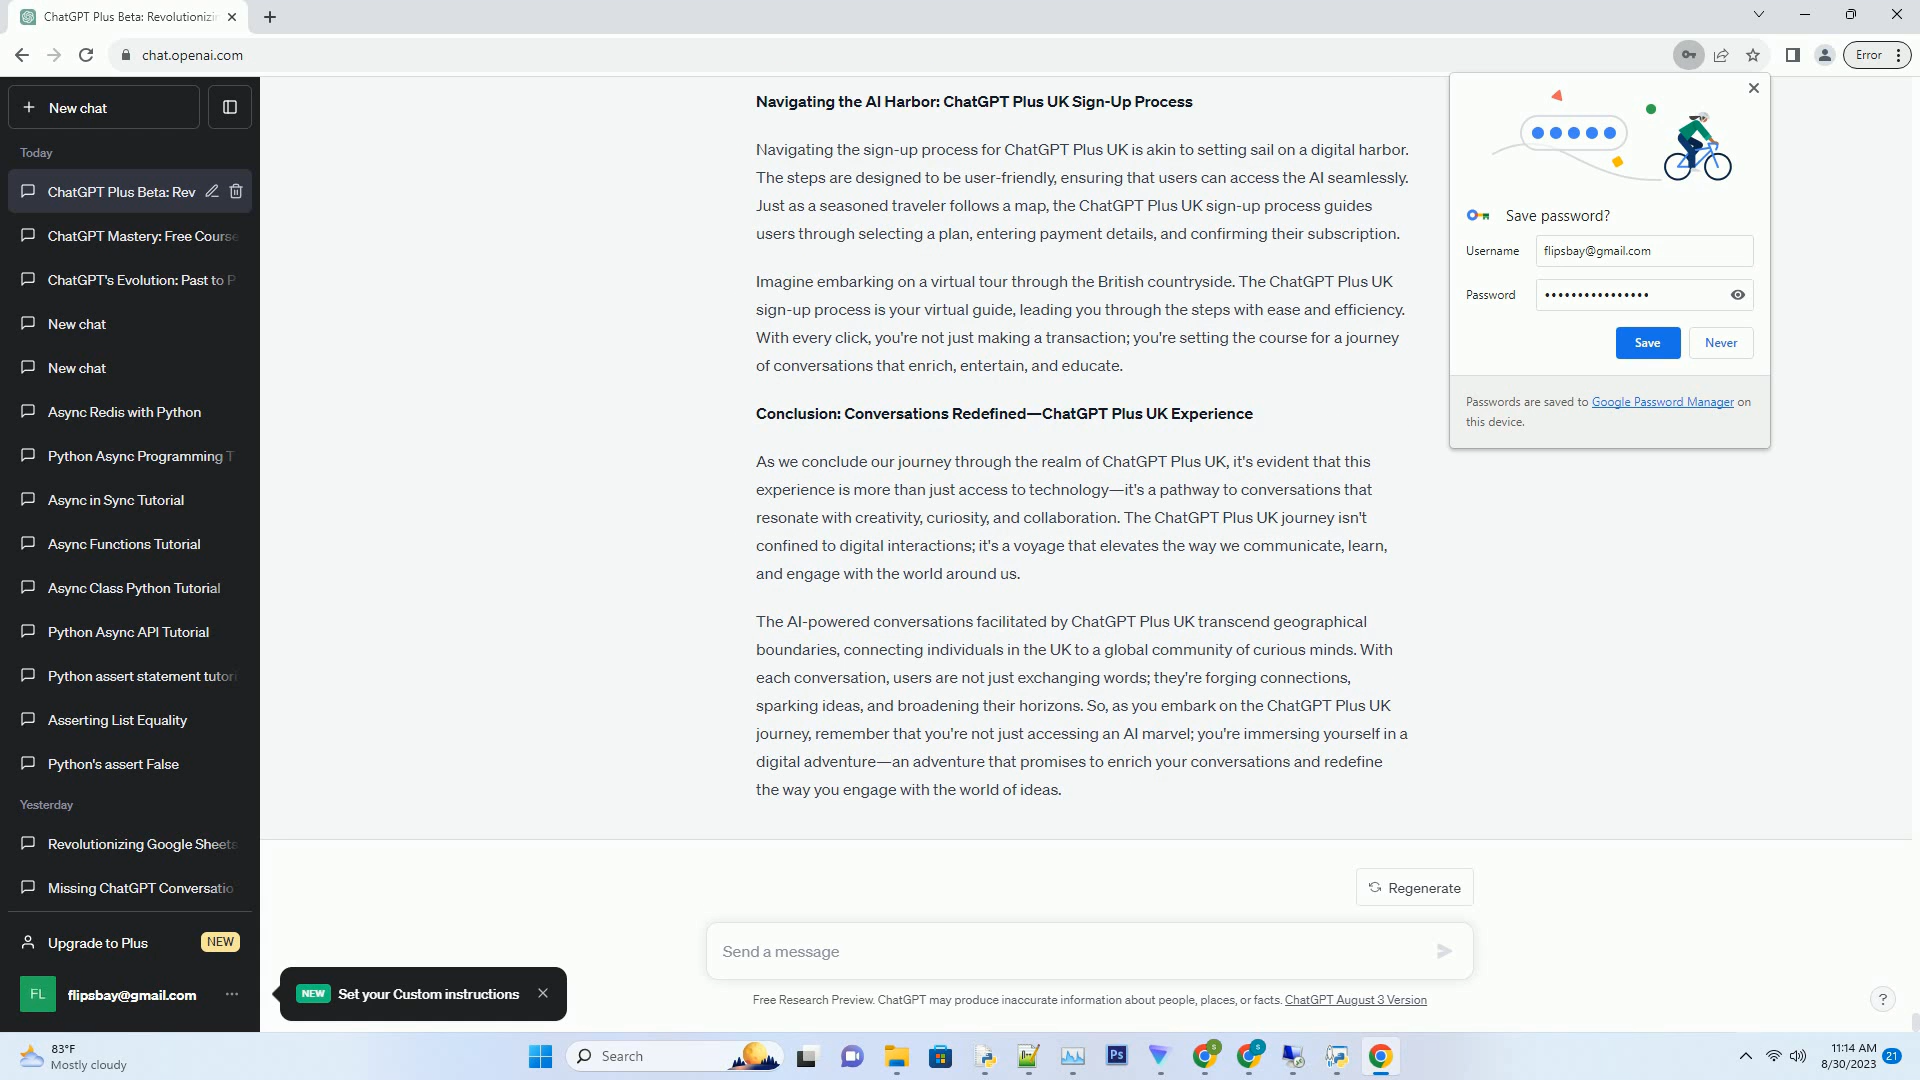 ChatGPT Plus Beta: Revolutionizin
chat.openai.com
Error
New chat
Today
ChatGPT Plus Beta: Rev
ChatGPT Mastery: Free Course
ChatGPT's Evolution: Past to P
New chat
New chat
Async Redis with Python
Python Async Programming T
Async in Sync Tutorial
Async Functions Tutorial
Async Class Python Tutorial
Python Async API Tutorial
Python assert statement tutori
Asserting List Equality
Python's assert False
Yesterday
Revolutionizing Google Sheets
Missing ChatGPT Conversatio
Upgrade to Plus NEW
FL flipsbay@gmail.com
Navigating the AI Harbor: ChatGPT Plus UK Sign-Up Process
Navigating the sign-up process for ChatGPT Plus UK is akin to setting sail on a digital harbor.
The steps are designed to be user-friendly, ensuring that users can access the AI seamlessly.
Just as a seasoned traveler follows a map, the ChatGPT Plus UK sign-up process guides
users through selecting a plan, entering payment details, and confirming their subscription.
Imagine embarking on a virtual tour through the British countryside. The ChatGPT Plus UK
sign-up process is your virtual guide, leading you through the steps with ease and efficiency.
With every click, you're not just making a transaction; you're setting the course for a journey
of conversations that enrich, entertain, and educate.
Conclusion: Conversations Redefined—ChatGPT Plus UK Experience
As we conclude our journey through the realm of ChatGPT Plus UK, it's evident that this
experience is more than just access to technology—it's a pathway to conversations that
resonate with creativity, curiosity, and collaboration. The ChatGPT Plus UK journey isn't
confined to digital interactions; it's a voyage that elevates the way we communicate, learn,
and engage with the world around us.
The AI-powered conversations facilitated by ChatGPT Plus UK transcend geographical
boundaries, connecting individuals in the UK to a global community of curious minds. With
each conversation, users are not just exchanging words; they're forging connections,
sparking ideas, and broadening their horizons. So, as you embark on the ChatGPT Plus UK
journey, remember that you're not just accessing an AI marvel; you're immersing yourself in a
digital adventure—an adventure that promises to enrich your conversations and redefine
the way you engage with the world of ideas.
Save password?
Username flipsbay@gmail.com
Password ••••••••••••••••
Save Never
Passwords are saved to Google Password Manager on
this device.
Regenerate
Send a message
NEW Set your Custom instructions
Free Research Preview. ChatGPT may produce inaccurate information about people, places, or facts. ChatGPT August 3 Version
?
83°F
Mostly cloudy
Search
Ps
S
S
11:14 AM
8/30/2023
21